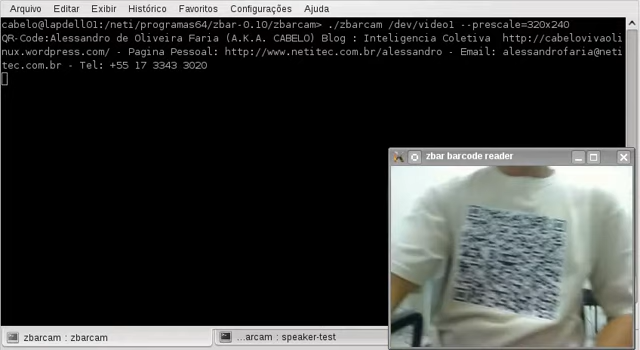 Arquivo Editar Exibir Histórico Favoritos Configurações Ajuda
cabelo@lapdell01:/neti/programas64/zbar-0.10/zbarcam> ./zbarcam /dev/video1 --prescale=320x240
QR-Code:Alessandro de Oliveira Faria (A.K.A. CABELO) Blog : Inteligencia Coletiva  http://cabelovivaoli
nux.wordpress.com/ - Pagina Pessoal: http://www.netitec.com.br/alessandro - Email: alessandrofaria@neti
tec.com.br - Tel: +55 17 3343 3020
zbar barcode reader
zbarcam : zbarcam
...arcam : speaker-test